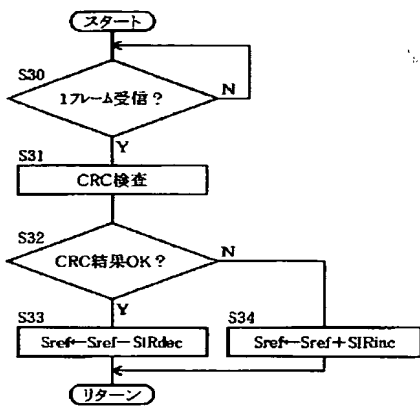 スタート
S30
1フレーム受信?
N
Y
S31
CRC検査
S32
CRC結果OK?
N
Y
S33
Sref←Sref−SIRdec
S34
Sref←Sref+SIRinc
リターン